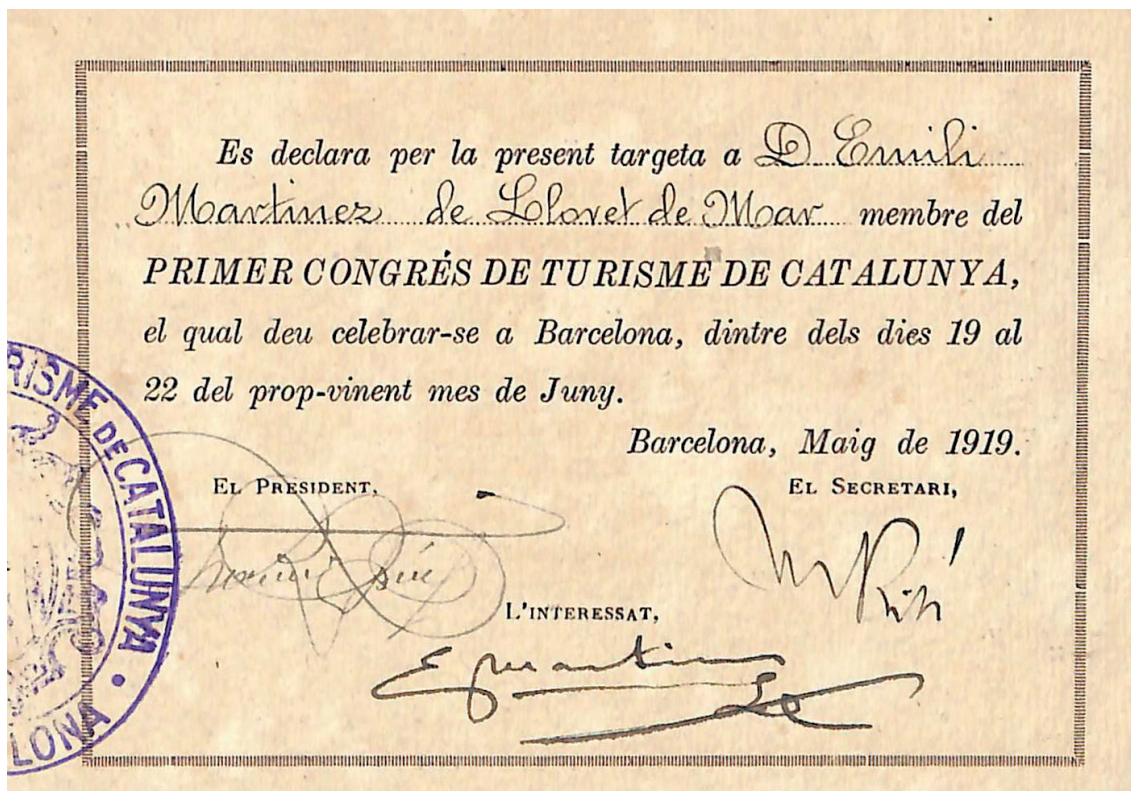 Es declara per la present targeta a D Emili
Martinez de Lloret de Mar membre del
PRIMER CONGRÉS DE TURISME DE CATALUNYA,
el qual deu celebrar-se a Barcelona, dintre dels dies 19 al
22 del prop-vinent mes de Juny.
Barcelona, Maig de 1919.
EL PRESIDENT,
EL SECRETARI,
L'INTERESSAT,
E Martinez
RISME DE CATALUNYA · LONA